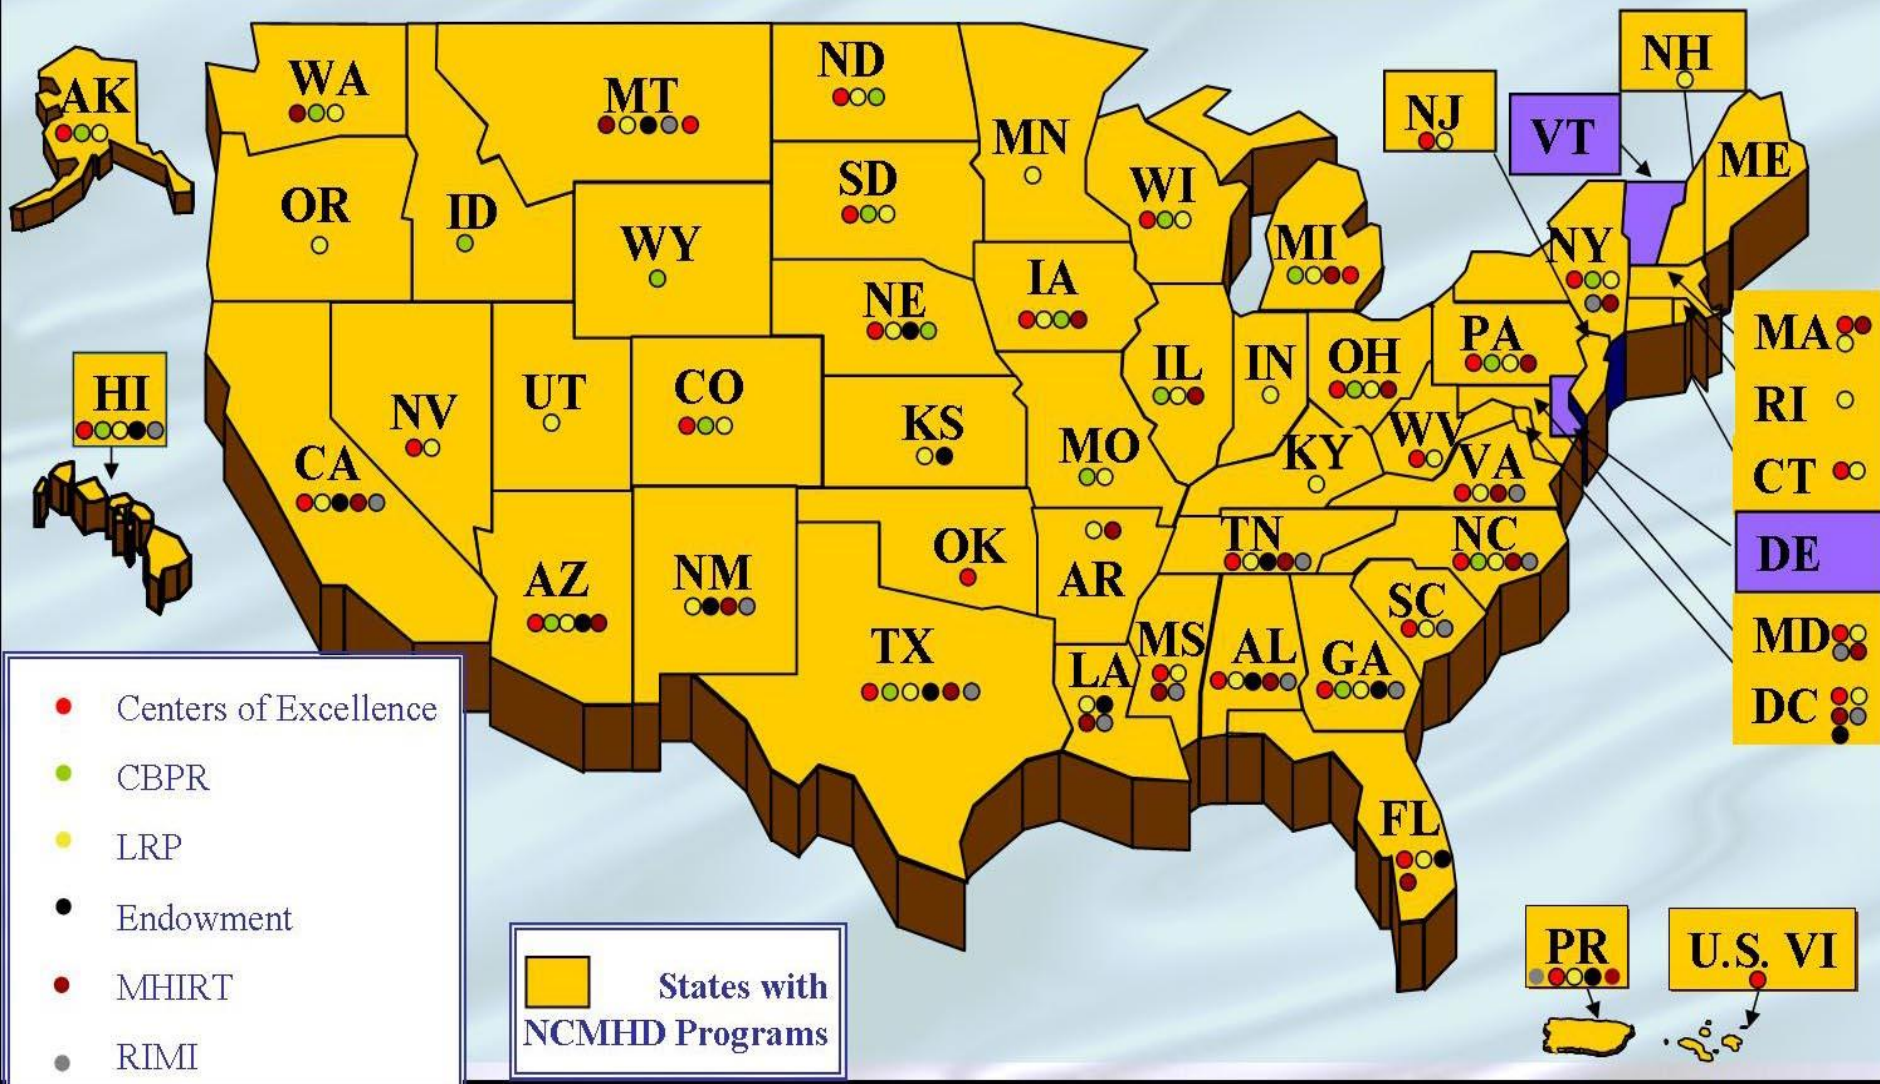 NH
AK
WA
MT
ND
NJ
VT
MN
ME
OR
ID
WY
SD
WI
MI
NY
NE
IA
MA
HI
NV
UT
CO
KS
MO
IL
IN
OH
PA
RI
CA
KY
WV
VA
CT
AZ
NM
OK
AR
TN
NC
DE
SC
MD
TX
LA
MS
AL
GA
DC
FL
PR
U.S. VI
Centers of Excellence
CBPR
LRP
Endowment
MHIRT
RIMI
States with
NCMHD Programs